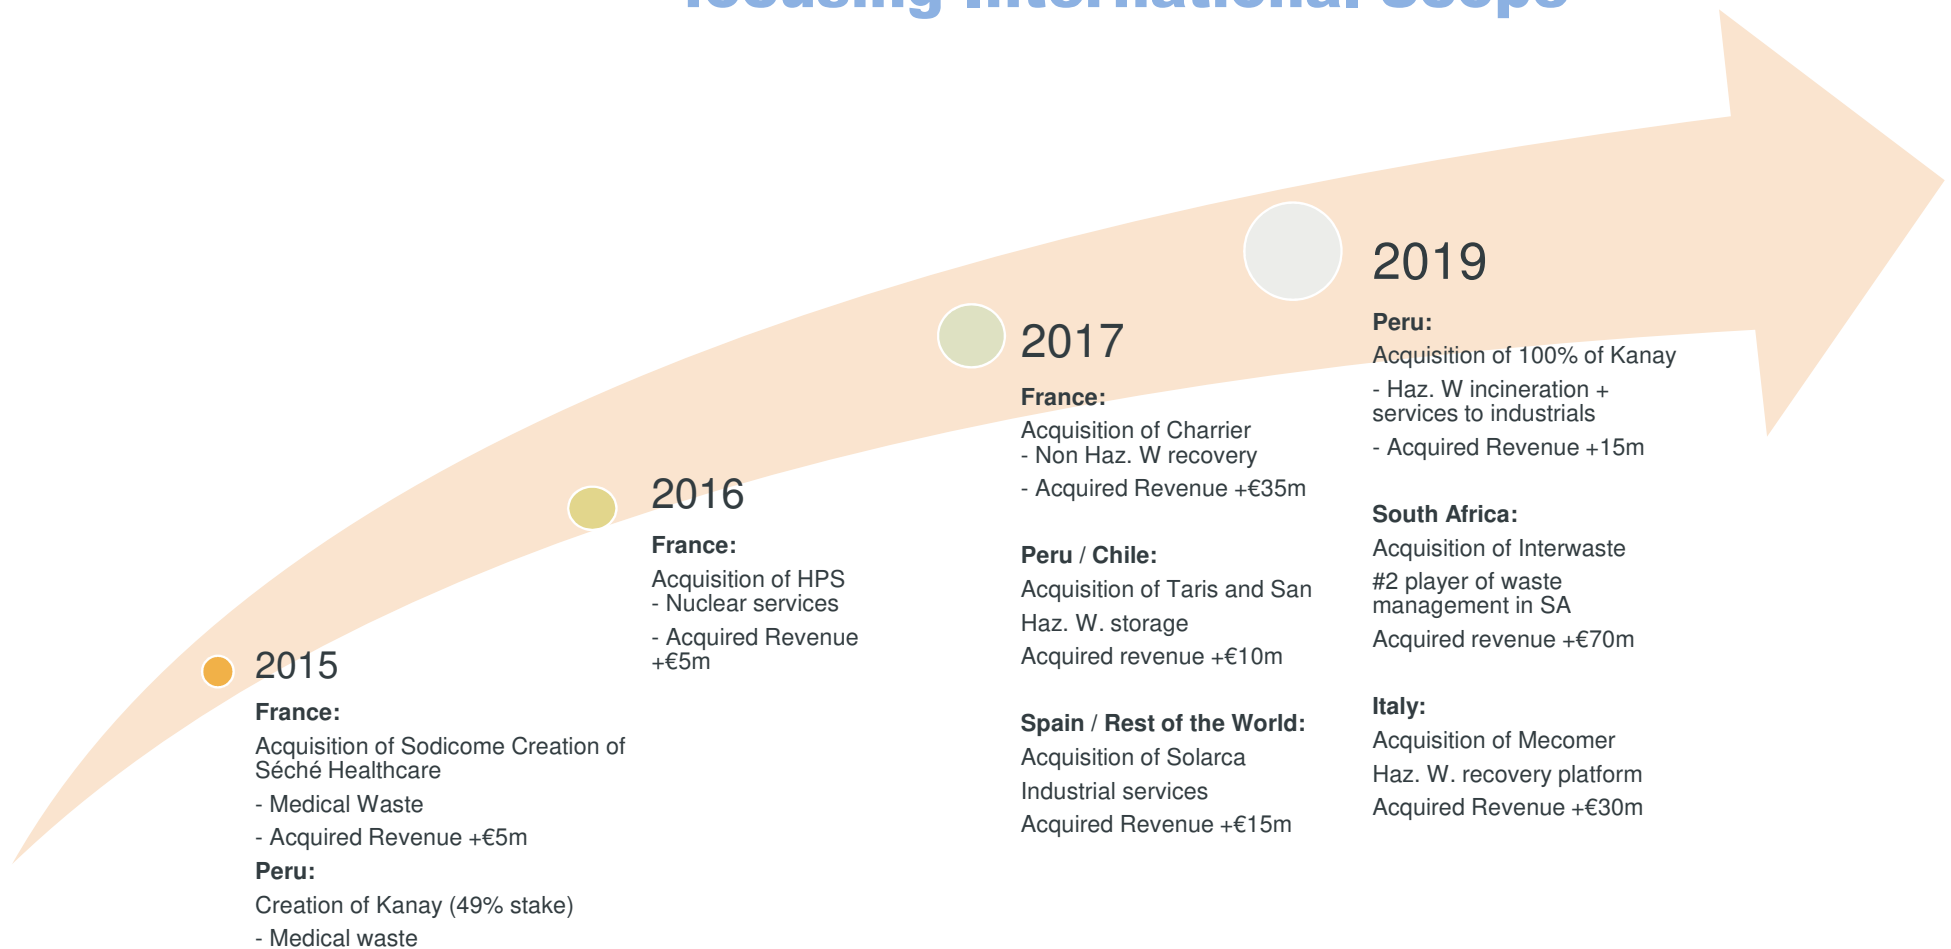 focusing international scope
2015
France:
Acquisition of Sodicome Creation of
Séché Healthcare
- Medical Waste
- Acquired Revenue +€5m
Peru:
Creation of Kanay (49% stake)
- Medical waste
2016
France:
Acquisition of HPS
- Nuclear services
- Acquired Revenue
+€5m
2017
France:
Acquisition of Charrier
- Non Haz. W recovery
- Acquired Revenue +€35m
Peru / Chile:
Acquisition of Taris and San
Haz. W. storage
Acquired revenue +€10m
Spain / Rest of the World:
Acquisition of Solarca
Industrial services
Acquired Revenue +€15m
2019
Peru:
Acquisition of 100% of Kanay
- Haz. W incineration +
services to industrials
- Acquired Revenue +15m
South Africa:
Acquisition of Interwaste
#2 player of waste
management in SA
Acquired revenue +€70m
Italy:
Acquisition of Mecomer
Haz. W. recovery platform
Acquired Revenue +€30m